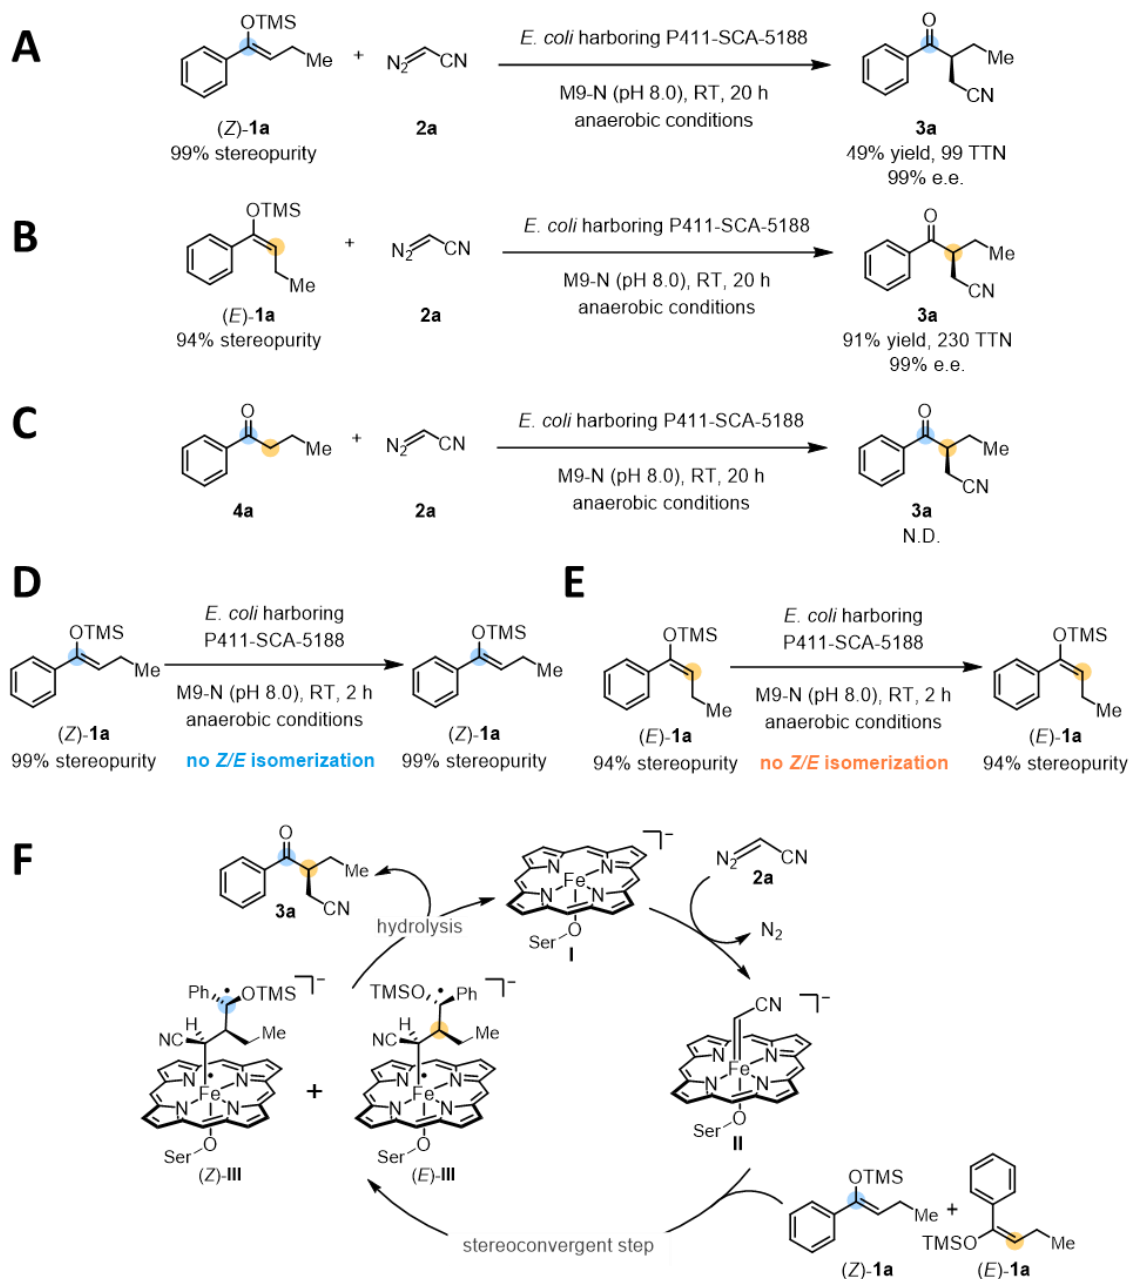 A
OTMS
Me
+
N2
CN
E. coli harboring P411-SCA-5188
M9-N (pH 8.0), RT, 20 h
anaerobic conditions
O
Me
CN
(Z)-1a
99% stereopurity
2a
3a
49% yield, 99 TTN
99% e.e.
B
OTMS
Me
+
N2
CN
E. coli harboring P411-SCA-5188
M9-N (pH 8.0), RT, 20 h
anaerobic conditions
O
Me
CN
(E)-1a
94% stereopurity
2a
3a
91% yield, 230 TTN
99% e.e.
C
O
Me
+
N2
CN
E. coli harboring P411-SCA-5188
M9-N (pH 8.0), RT, 20 h
anaerobic conditions
O
Me
CN
4a
2a
3a
N.D.
D
OTMS
Me
E. coli harboring
P411-SCA-5188
M9-N (pH 8.0), RT, 2 h
anaerobic conditions
OTMS
Me
(Z)-1a
99% stereopurity
no Z/E isomerization
(Z)-1a
99% stereopurity
E
OTMS
Me
E. coli harboring
P411-SCA-5188
M9-N (pH 8.0), RT, 2 h
anaerobic conditions
OTMS
Me
(E)-1a
94% stereopurity
no Z/E isomerization
(E)-1a
94% stereopurity
F
O
Me
CN
3a
hydrolysis
−
Fe
N
N
N
N
O
Ser
I
N2
CN
2a
N2
−
CN
Fe
N
N
N
N
O
Ser
II
Ph
OTMS
−
H
NC
Me
Fe
N
N
N
N
O
Ser
(Z)-III
+
TMSO
Ph
−
H
NC
Me
Fe
N
N
N
N
O
Ser
(E)-III
stereoconvergent step
OTMS
Me
(Z)-1a
+
TMSO
Me
(E)-1a